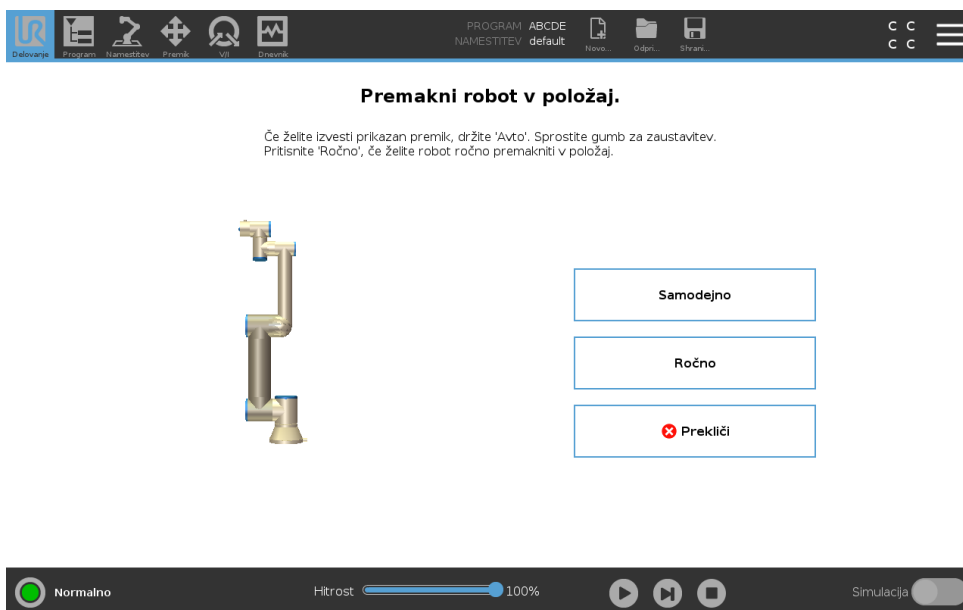 UR
PROGRAM ABCDE
NAMESTITEV default
C C
C C
Delovanje Program Namestitev Premik V/I Dnevnik Novo... Odpri... Shrani...
Premakni robot v položaj.
Če želite izvesti prikazan premik, držite 'Avto'. Sprostite gumb za zaustavitev.
Pritisnite 'Ročno', če želite robot ročno premakniti v položaj.
Samodejno
Ročno
Prekliči
Normalno Hitrost 100% Simulacija